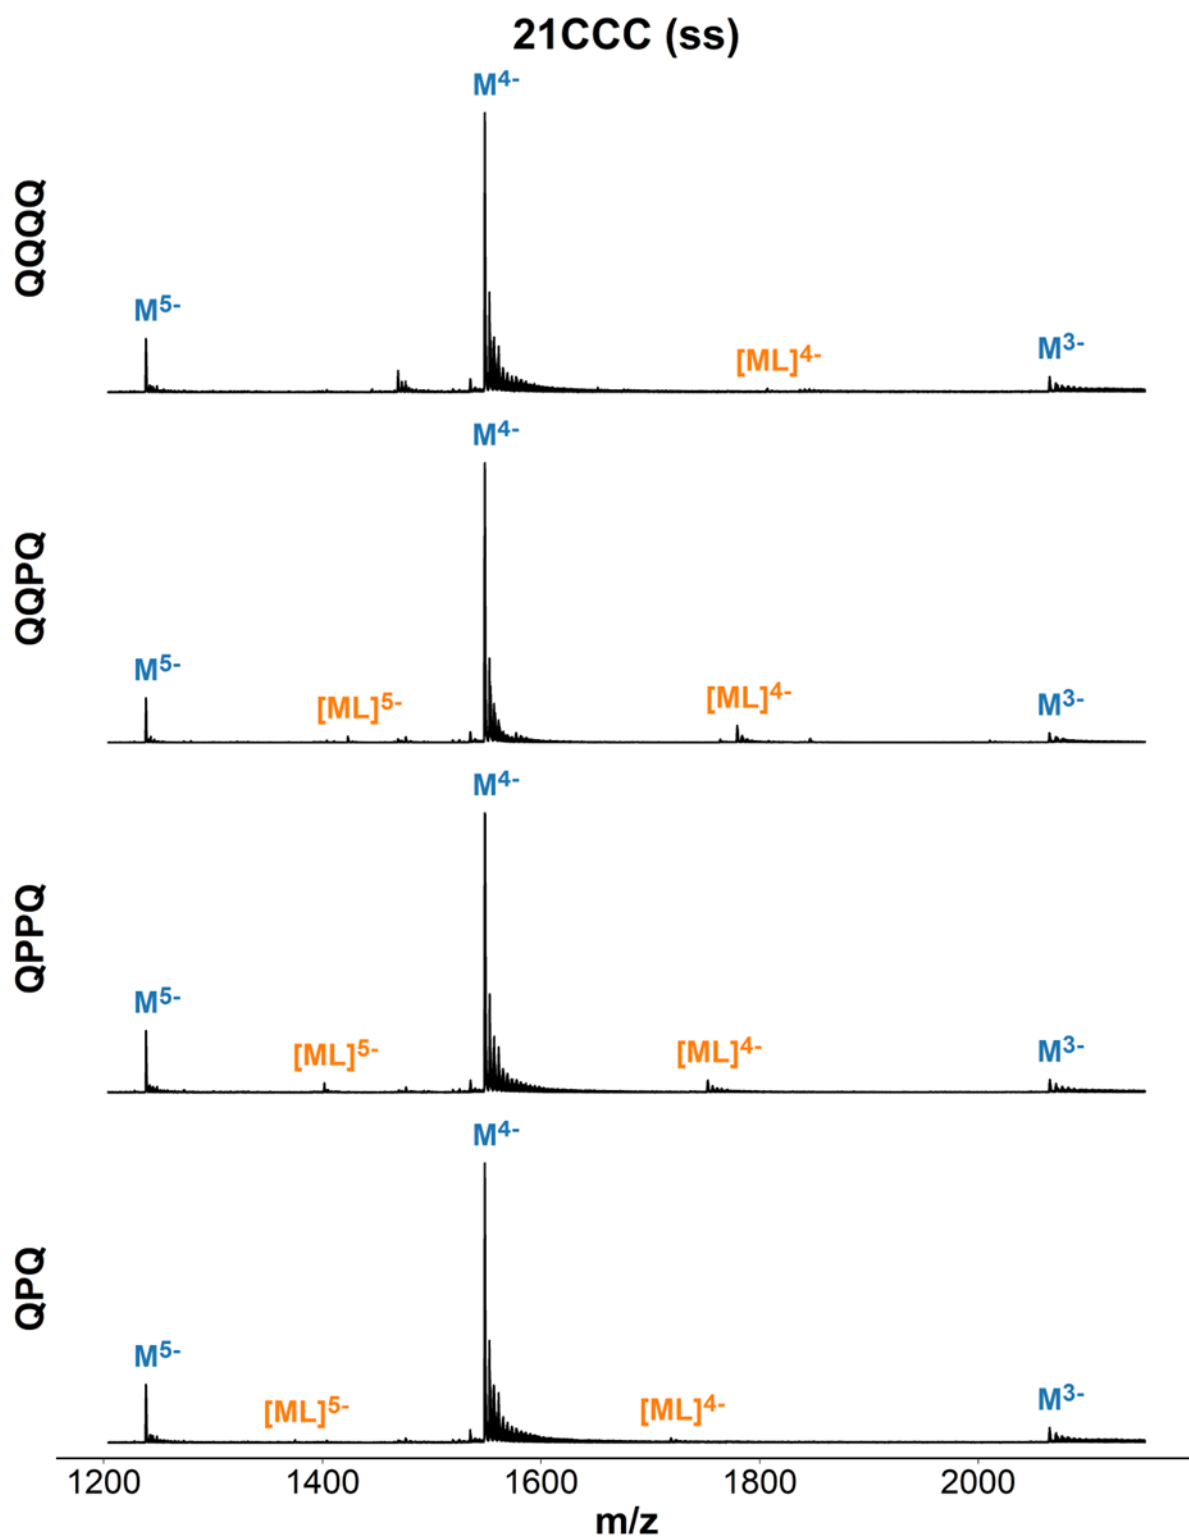 21CCC (ss)
QQQQ
M⁵⁻
M⁴⁻
[ML]⁴⁻
M³⁻
QQPQ
M⁵⁻
[ML]⁵⁻
M⁴⁻
[ML]⁴⁻
M³⁻
QPPQ
M⁵⁻
[ML]⁵⁻
M⁴⁻
[ML]⁴⁻
M³⁻
QPQ
M⁵⁻
[ML]⁵⁻
M⁴⁻
[ML]⁴⁻
M³⁻
1200 1400 1600 1800 2000
m/z